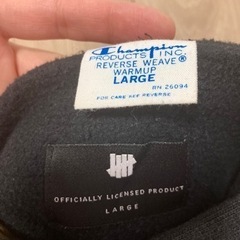 Champion
PRODUCTS INC.
REVERSE WEAVE®
WARMUP
LARGE
RN 26094
FOR CARE SEE REVERSE
OFFICIALLY LICENSED PRODUCT
LARGE